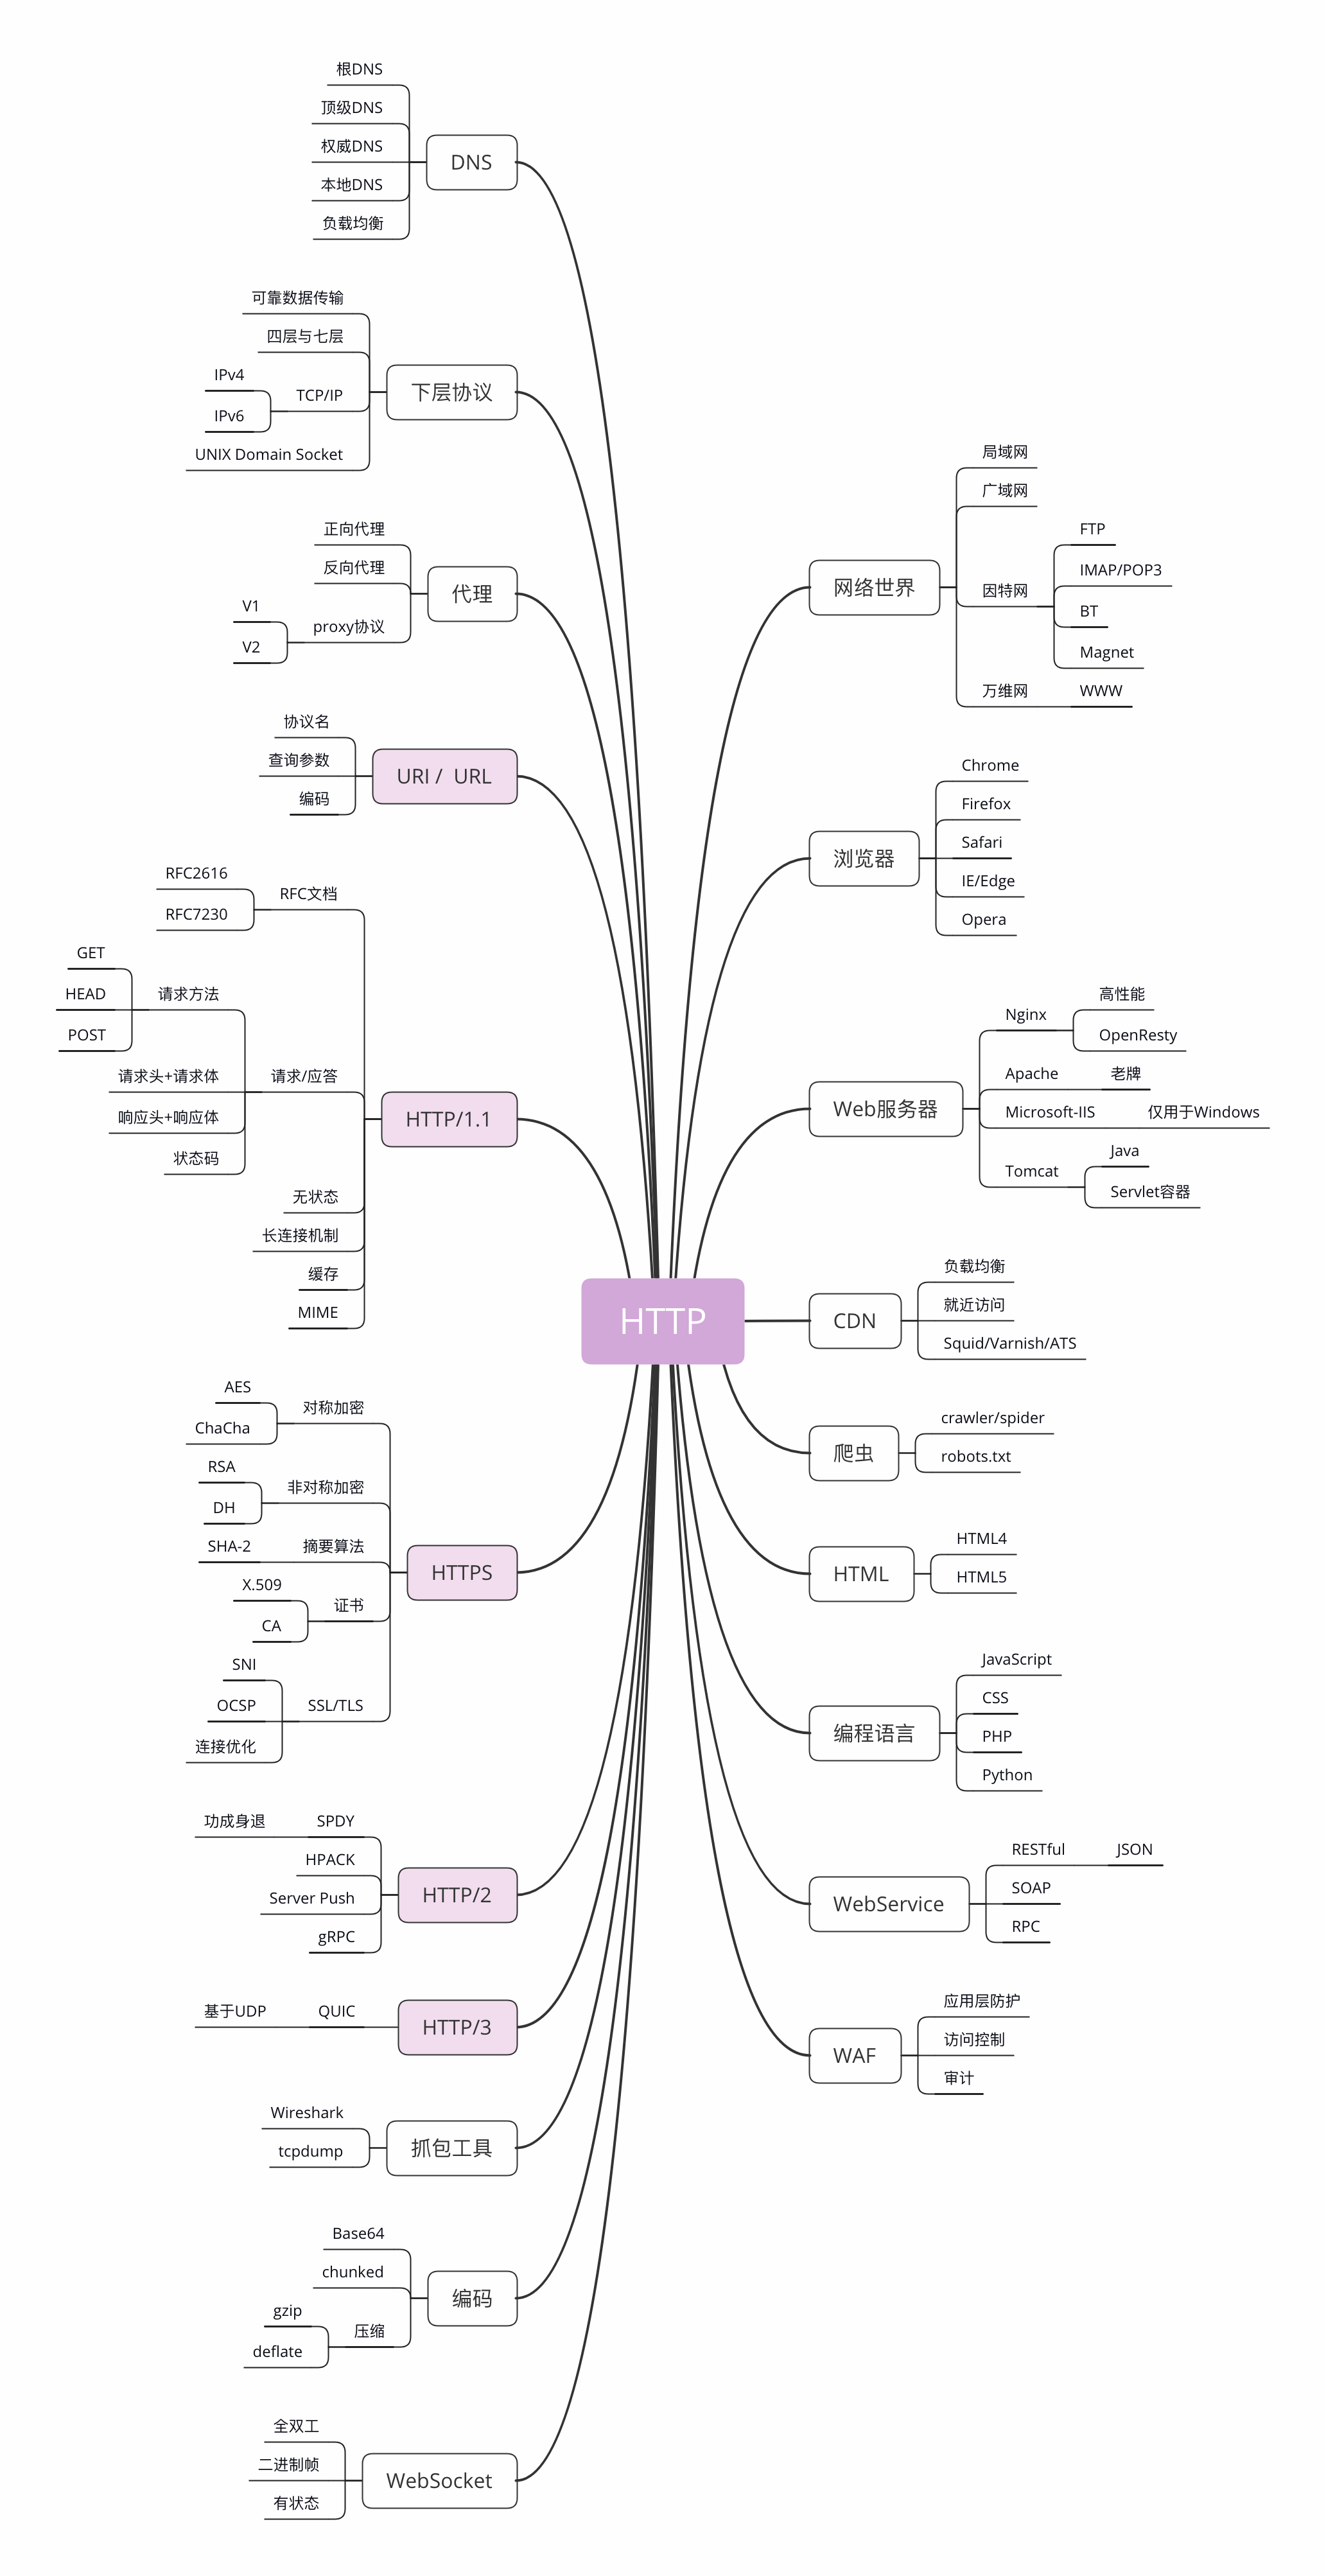 HTTP
DNS
根DNS
顶级DNS
权威DNS
本地DNS
负载均衡
下层协议
可靠数据传输
四层与七层
TCP/IP
IPv4
IPv6
UNIX Domain Socket
代理
正向代理
反向代理
proxy协议
V1
V2
URI / URL
协议名
查询参数
编码
HTTP/1.1
RFC文档
RFC2616
RFC7230
请求/应答
请求方法
GET
HEAD
POST
请求头+请求体
响应头+响应体
状态码
无状态
长连接机制
缓存
MIME
HTTPS
对称加密
AES
ChaCha
非对称加密
RSA
DH
摘要算法
SHA-2
证书
X.509
CA
SSL/TLS
SNI
OCSP
连接优化
HTTP/2
SPDY
功成身退
HPACK
Server Push
gRPC
HTTP/3
QUIC
基于UDP
抓包工具
Wireshark
tcpdump
编码
Base64
chunked
压缩
gzip
deflate
WebSocket
全双工
二进制帧
有状态
网络世界
局域网
广域网
因特网
FTP
IMAP/POP3
BT
Magnet
万维网
WWW
浏览器
Chrome
Firefox
Safari
IE/Edge
Opera
Web服务器
Nginx
高性能
OpenResty
Apache
老牌
Microsoft-IIS
仅用于Windows
Tomcat
Java
Servlet容器
CDN
负载均衡
就近访问
Squid/Varnish/ATS
爬虫
crawler/spider
robots.txt
HTML
HTML4
HTML5
编程语言
JavaScript
CSS
PHP
Python
WebService
RESTful
JSON
SOAP
RPC
WAF
应用层防护
访问控制
审计